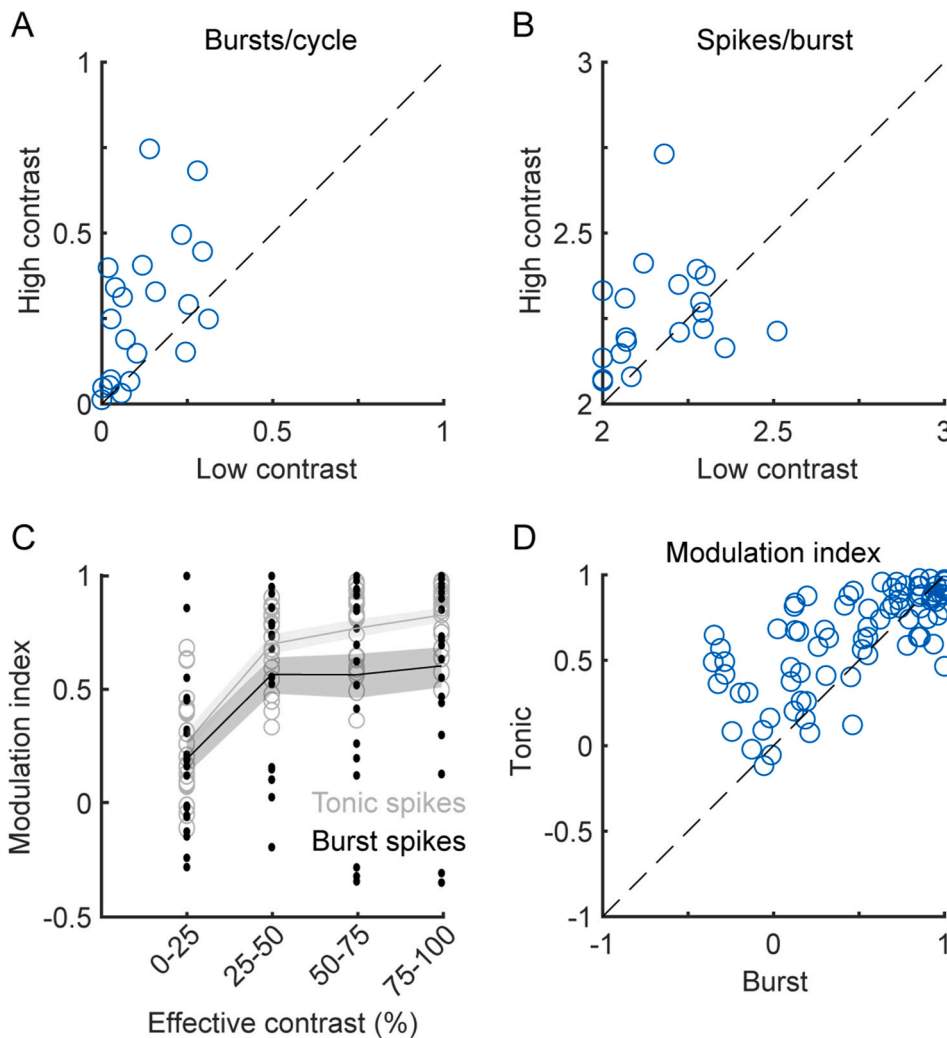 A
Bursts/cycle
1
High contrast
0.5
0
0
0.5
1
Low contrast
B
Spikes/burst
3
High contrast
2.5
2
2
2.5
3
Low contrast
C
1
Modulation index
0.5
0
-0.5
Tonic spikes
Burst spikes
0-25
25-50
50-75
75-100
Effective contrast (%)
D
Modulation index
1
0.5
Tonic
0
-0.5
-1
-1
0
1
Burst